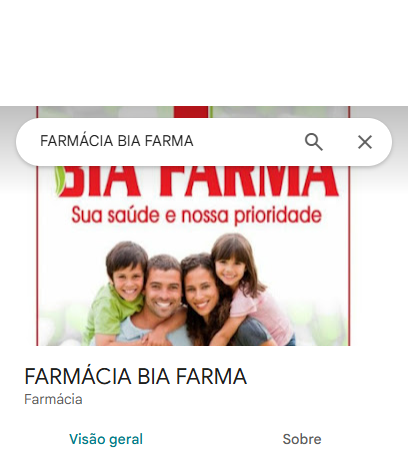 FARMÁCIA BIA FARMA
BIA FARMA
Sua saúde e nossa prioridade
FARMÁCIA BIA FARMA
Farmácia
Visão geral Sobre